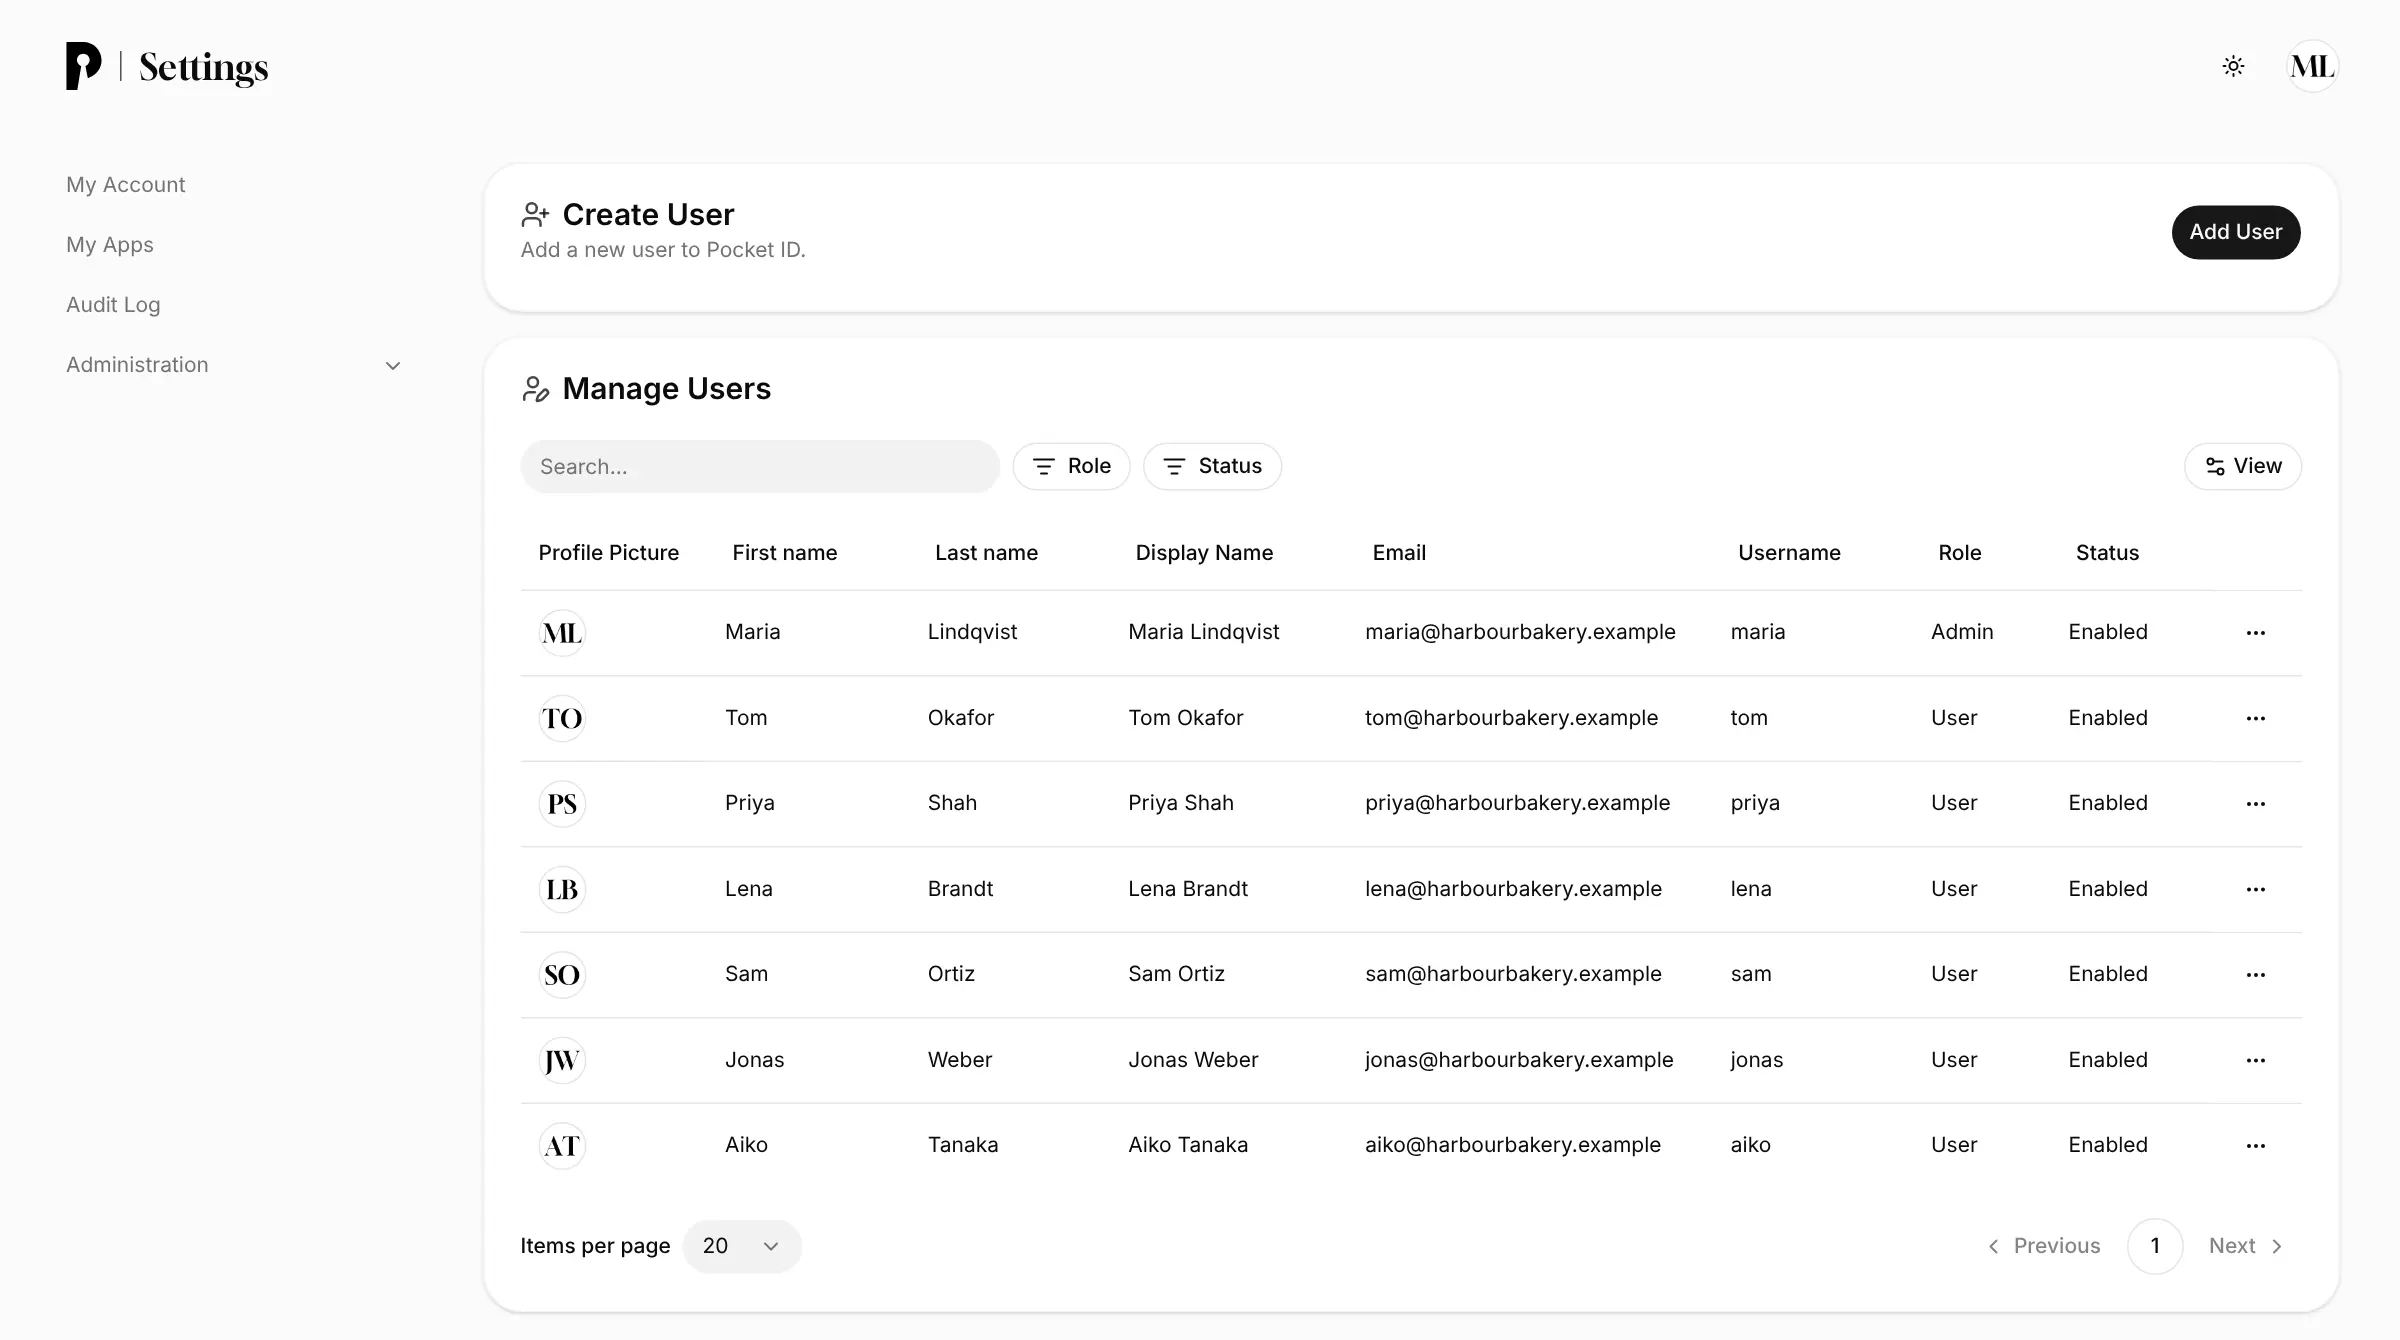 Settings
ML
My Account
My Apps
Audit Log
Administration
Create User
Add a new user to Pocket ID.
Add User
Manage Users
Search...
Role
Status
View
Profile Picture First name Last name Display Name Email Username Role Status
ML Maria Lindqvist Maria Lindqvist maria@harbourbakery.example maria Admin Enabled
TO Tom Okafor Tom Okafor tom@harbourbakery.example tom User Enabled
PS Priya Shah Priya Shah priya@harbourbakery.example priya User Enabled
LB Lena Brandt Lena Brandt lena@harbourbakery.example lena User Enabled
SO Sam Ortiz Sam Ortiz sam@harbourbakery.example sam User Enabled
JW Jonas Weber Jonas Weber jonas@harbourbakery.example jonas User Enabled
AT Aiko Tanaka Aiko Tanaka aiko@harbourbakery.example aiko User Enabled
Items per page 20
Previous 1 Next